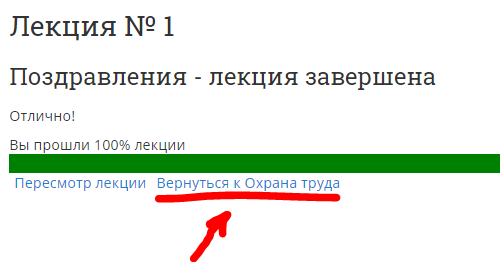 Лекция № 1
Поздравления - лекция завершена
Отлично!
Вы прошли 100% лекции
Пересмотр лекции Вернуться к Охрана труда